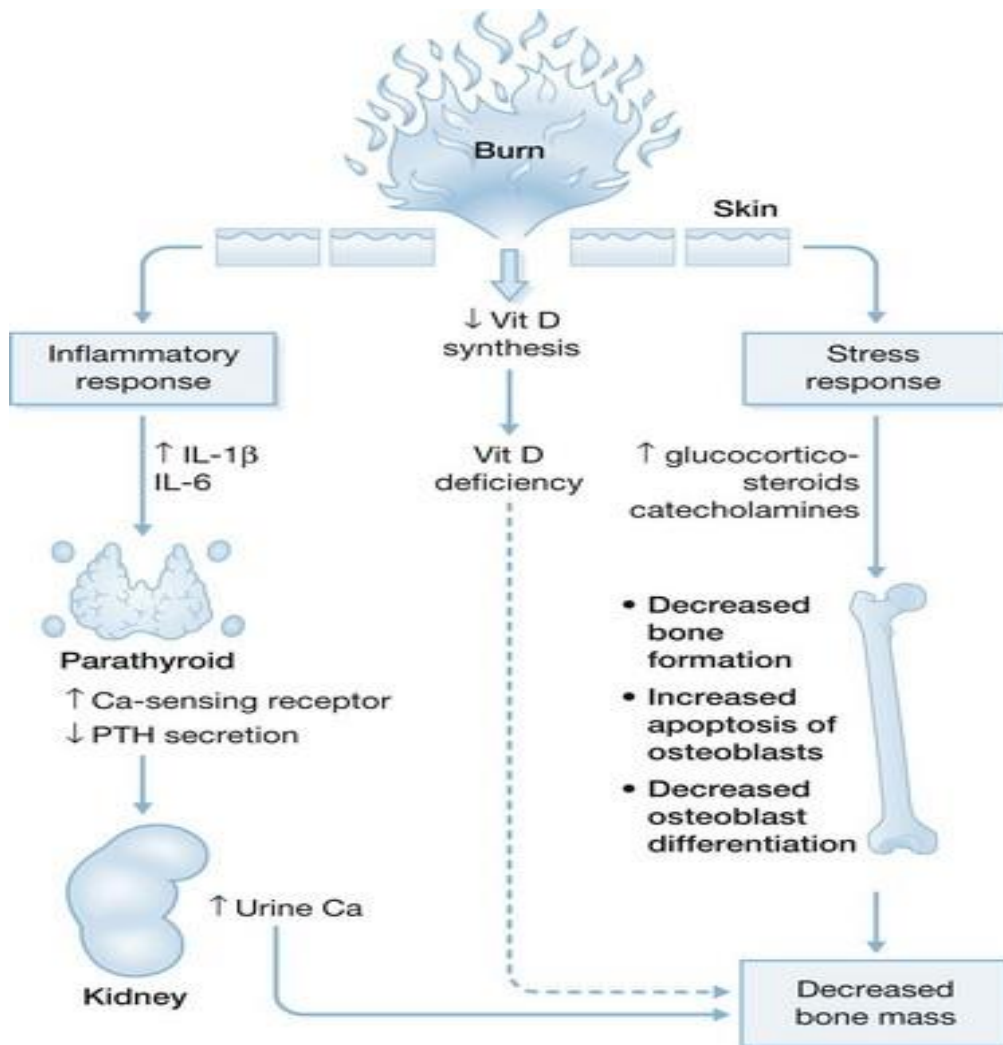 Burn
Skin
Inflammatory
response
↑ IL-1β
IL-6
Parathyroid
↑ Ca-sensing receptor
↓ PTH secretion
Kidney
↑ Urine Ca
↓ Vit D
synthesis
Vit D
deficiency
Stress
response
↑ glucocortico-
steroids
catecholamines
• Decreased
bone
formation
• Increased
apoptosis of
osteoblasts
• Decreased
osteoblast
differentiation
Decreased
bone mass